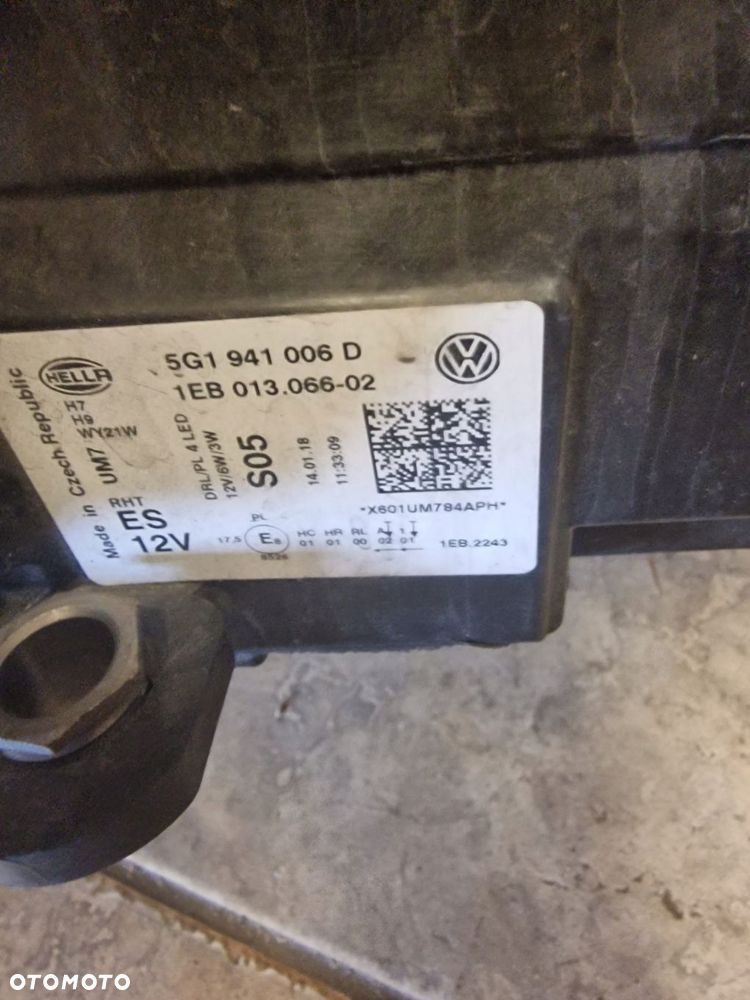 HELLA
5G1 941 006 D
1EB 013.066-02
Made in Czech Republic
H7
H9
WY21W
UM7
DRL/PL 4 LED
12V/6W/3W
S05
14.01.18
11:33:09
*X601UM784APH*
RHT
ES
12V
PL
17,5
E8
8526
HC
01
HR
01
RL
00
A
02
1
01
1EB.2243
OTOMOTO